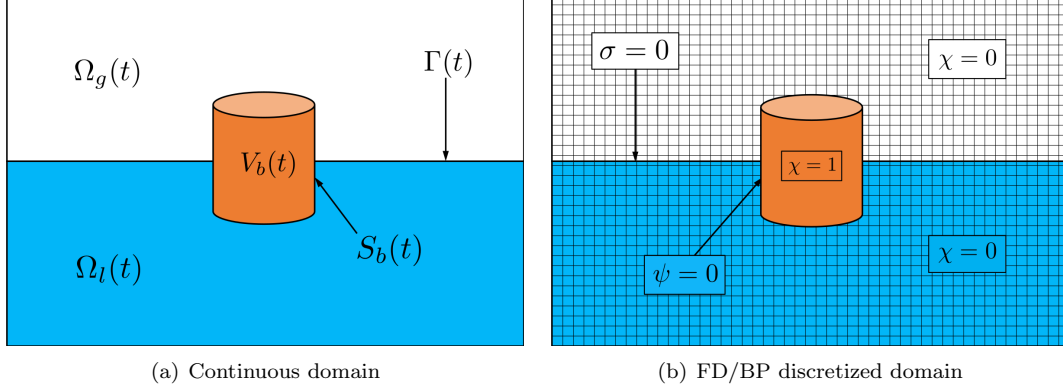 Ω_g(t)
Γ(t)
V_b(t)
S_b(t)
Ω_l(t)
(a) Continuous domain
σ = 0
χ = 0
χ = 1
χ = 0
ψ = 0
(b) FD/BP discretized domain